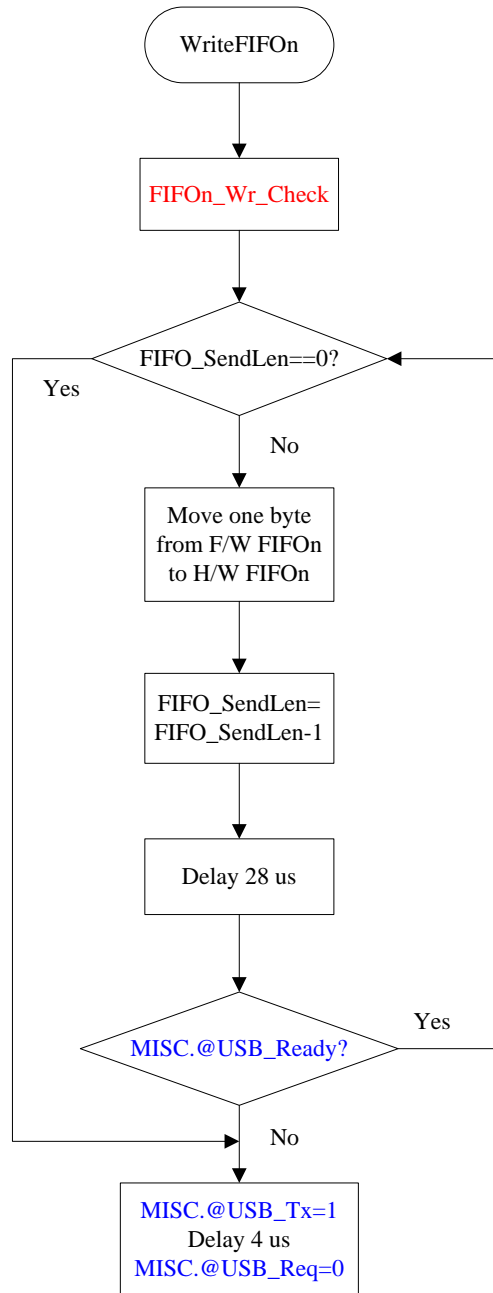 WriteFIFOn
FIFOn_Wr_Check
FIFO_SendLen==0?
Yes
No
Move one byte
from F/W FIFOn
to H/W FIFOn
FIFO_SendLen=
FIFO_SendLen-1
Delay 28 us
MISC.@USB_Ready?
Yes
No
MISC.@USB_Tx=1
Delay 4 us
MISC.@USB_Req=0